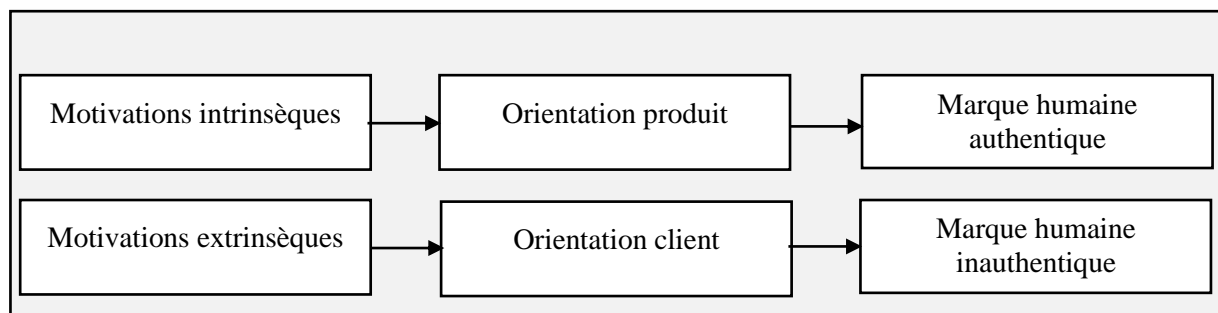 Motivations intrinsèques
Orientation produit
Marque humaine
authentique
Motivations extrinsèques
Orientation client
Marque humaine
inauthentique